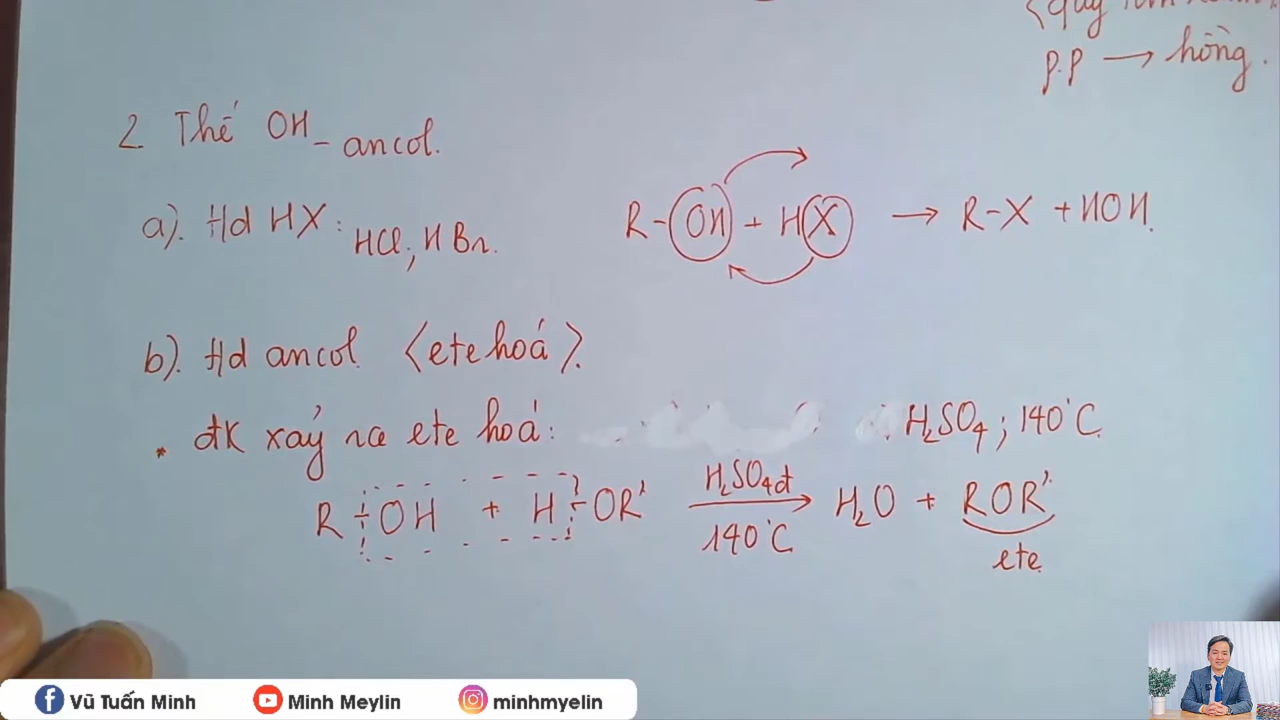 <quỳ
P.P → hồng.
2 Thế OH - ancol.
a). Td HX: HCl; HBr.
R-OH + HX → R-X + HOH.
b). Td ancol <ete hoá>.
* đk xảy ra ete hoá: H₂SO₄; 140°C.
R-OH + H-OR' H₂SO₄đ 140°C → H₂O + ROR'
ete.
Vũ Tuấn Minh Minh Meylin minhmyelin